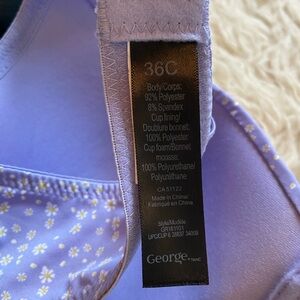 36C
Body/Corps:
92% Polyester
8% Spandex
Cup lining/
Doublure bonnet:
100% Polyester
Cup foam/Bonnet
mousse:
100% Polyurethane/
Polyuréthane
CA 51122
Made in China/
Fabriqué en Chine
Style/Modèle
George